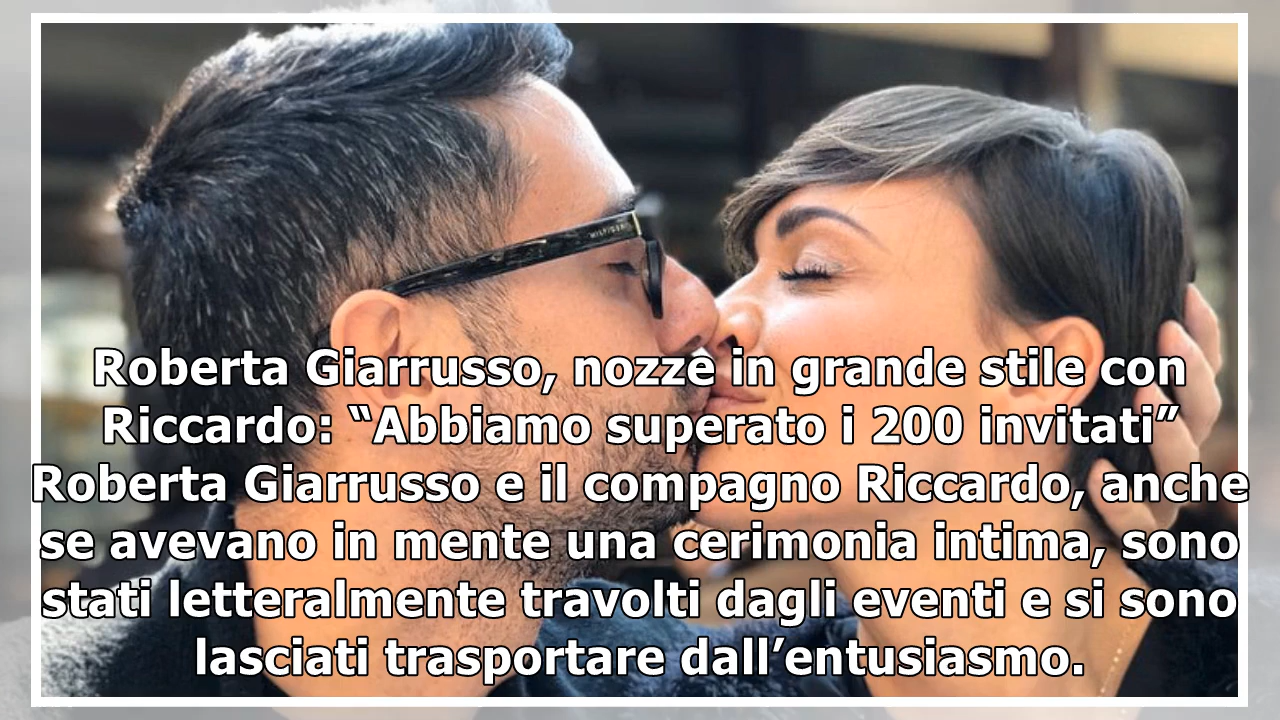 HILFIGER
Roberta Giarrusso, nozze in grande stile con
Riccardo: “Abbiamo superato i 200 invitati”
Roberta Giarrusso e il compagno Riccardo, anche
se avevano in mente una cerimonia intima, sono
stati letteralmente travolti dagli eventi e si sono
lasciati trasportare dall’entusiasmo.